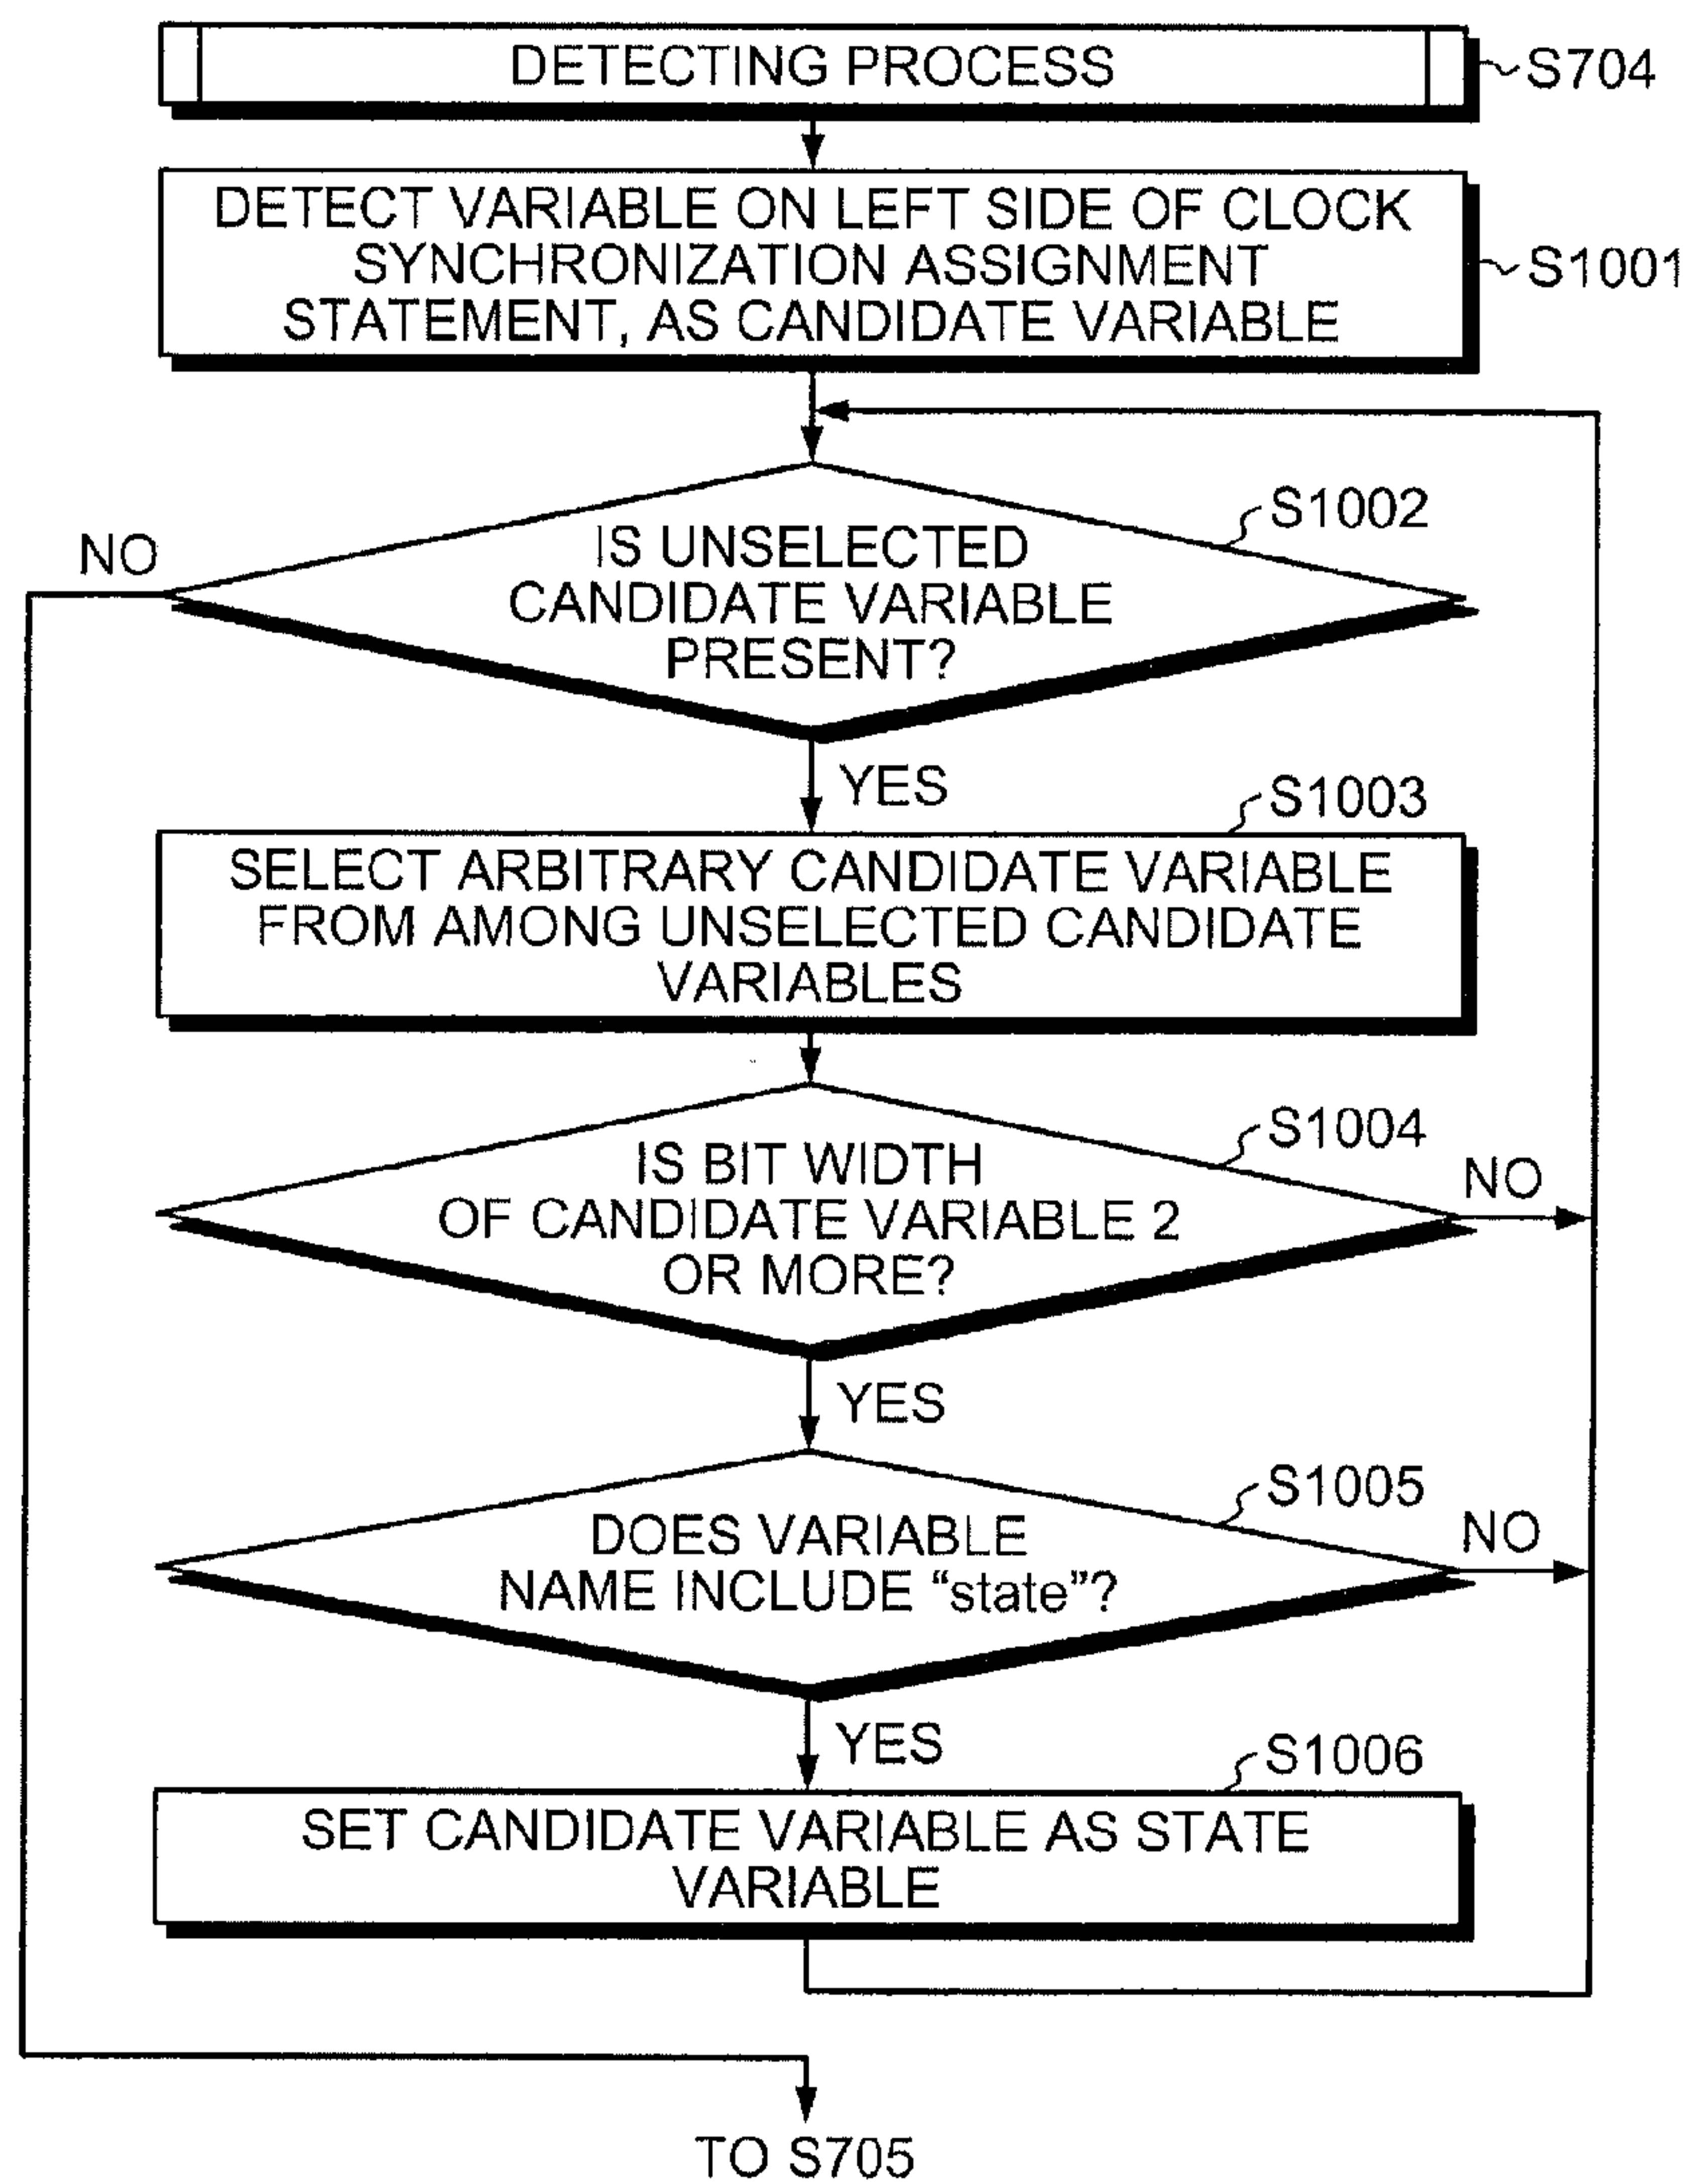 DETECTING PROCESS
S704
DETECT VARIABLE ON LEFT SIDE OF CLOCK
SYNCHRONIZATION ASSIGNMENT
STATEMENT, AS CANDIDATE VARIABLE
S1001
S1002
NO
IS UNSELECTED
CANDIDATE VARIABLE
PRESENT?
YES
S1003
SELECT ARBITRARY CANDIDATE VARIABLE
FROM AMONG UNSELECTED CANDIDATE
VARIABLES
S1004
IS BIT WIDTH
OF CANDIDATE VARIABLE 2
OR MORE?
NO
YES
S1005
DOES VARIABLE
NAME INCLUDE “state”?
NO
YES
S1006
SET CANDIDATE VARIABLE AS STATE
VARIABLE
TO S705